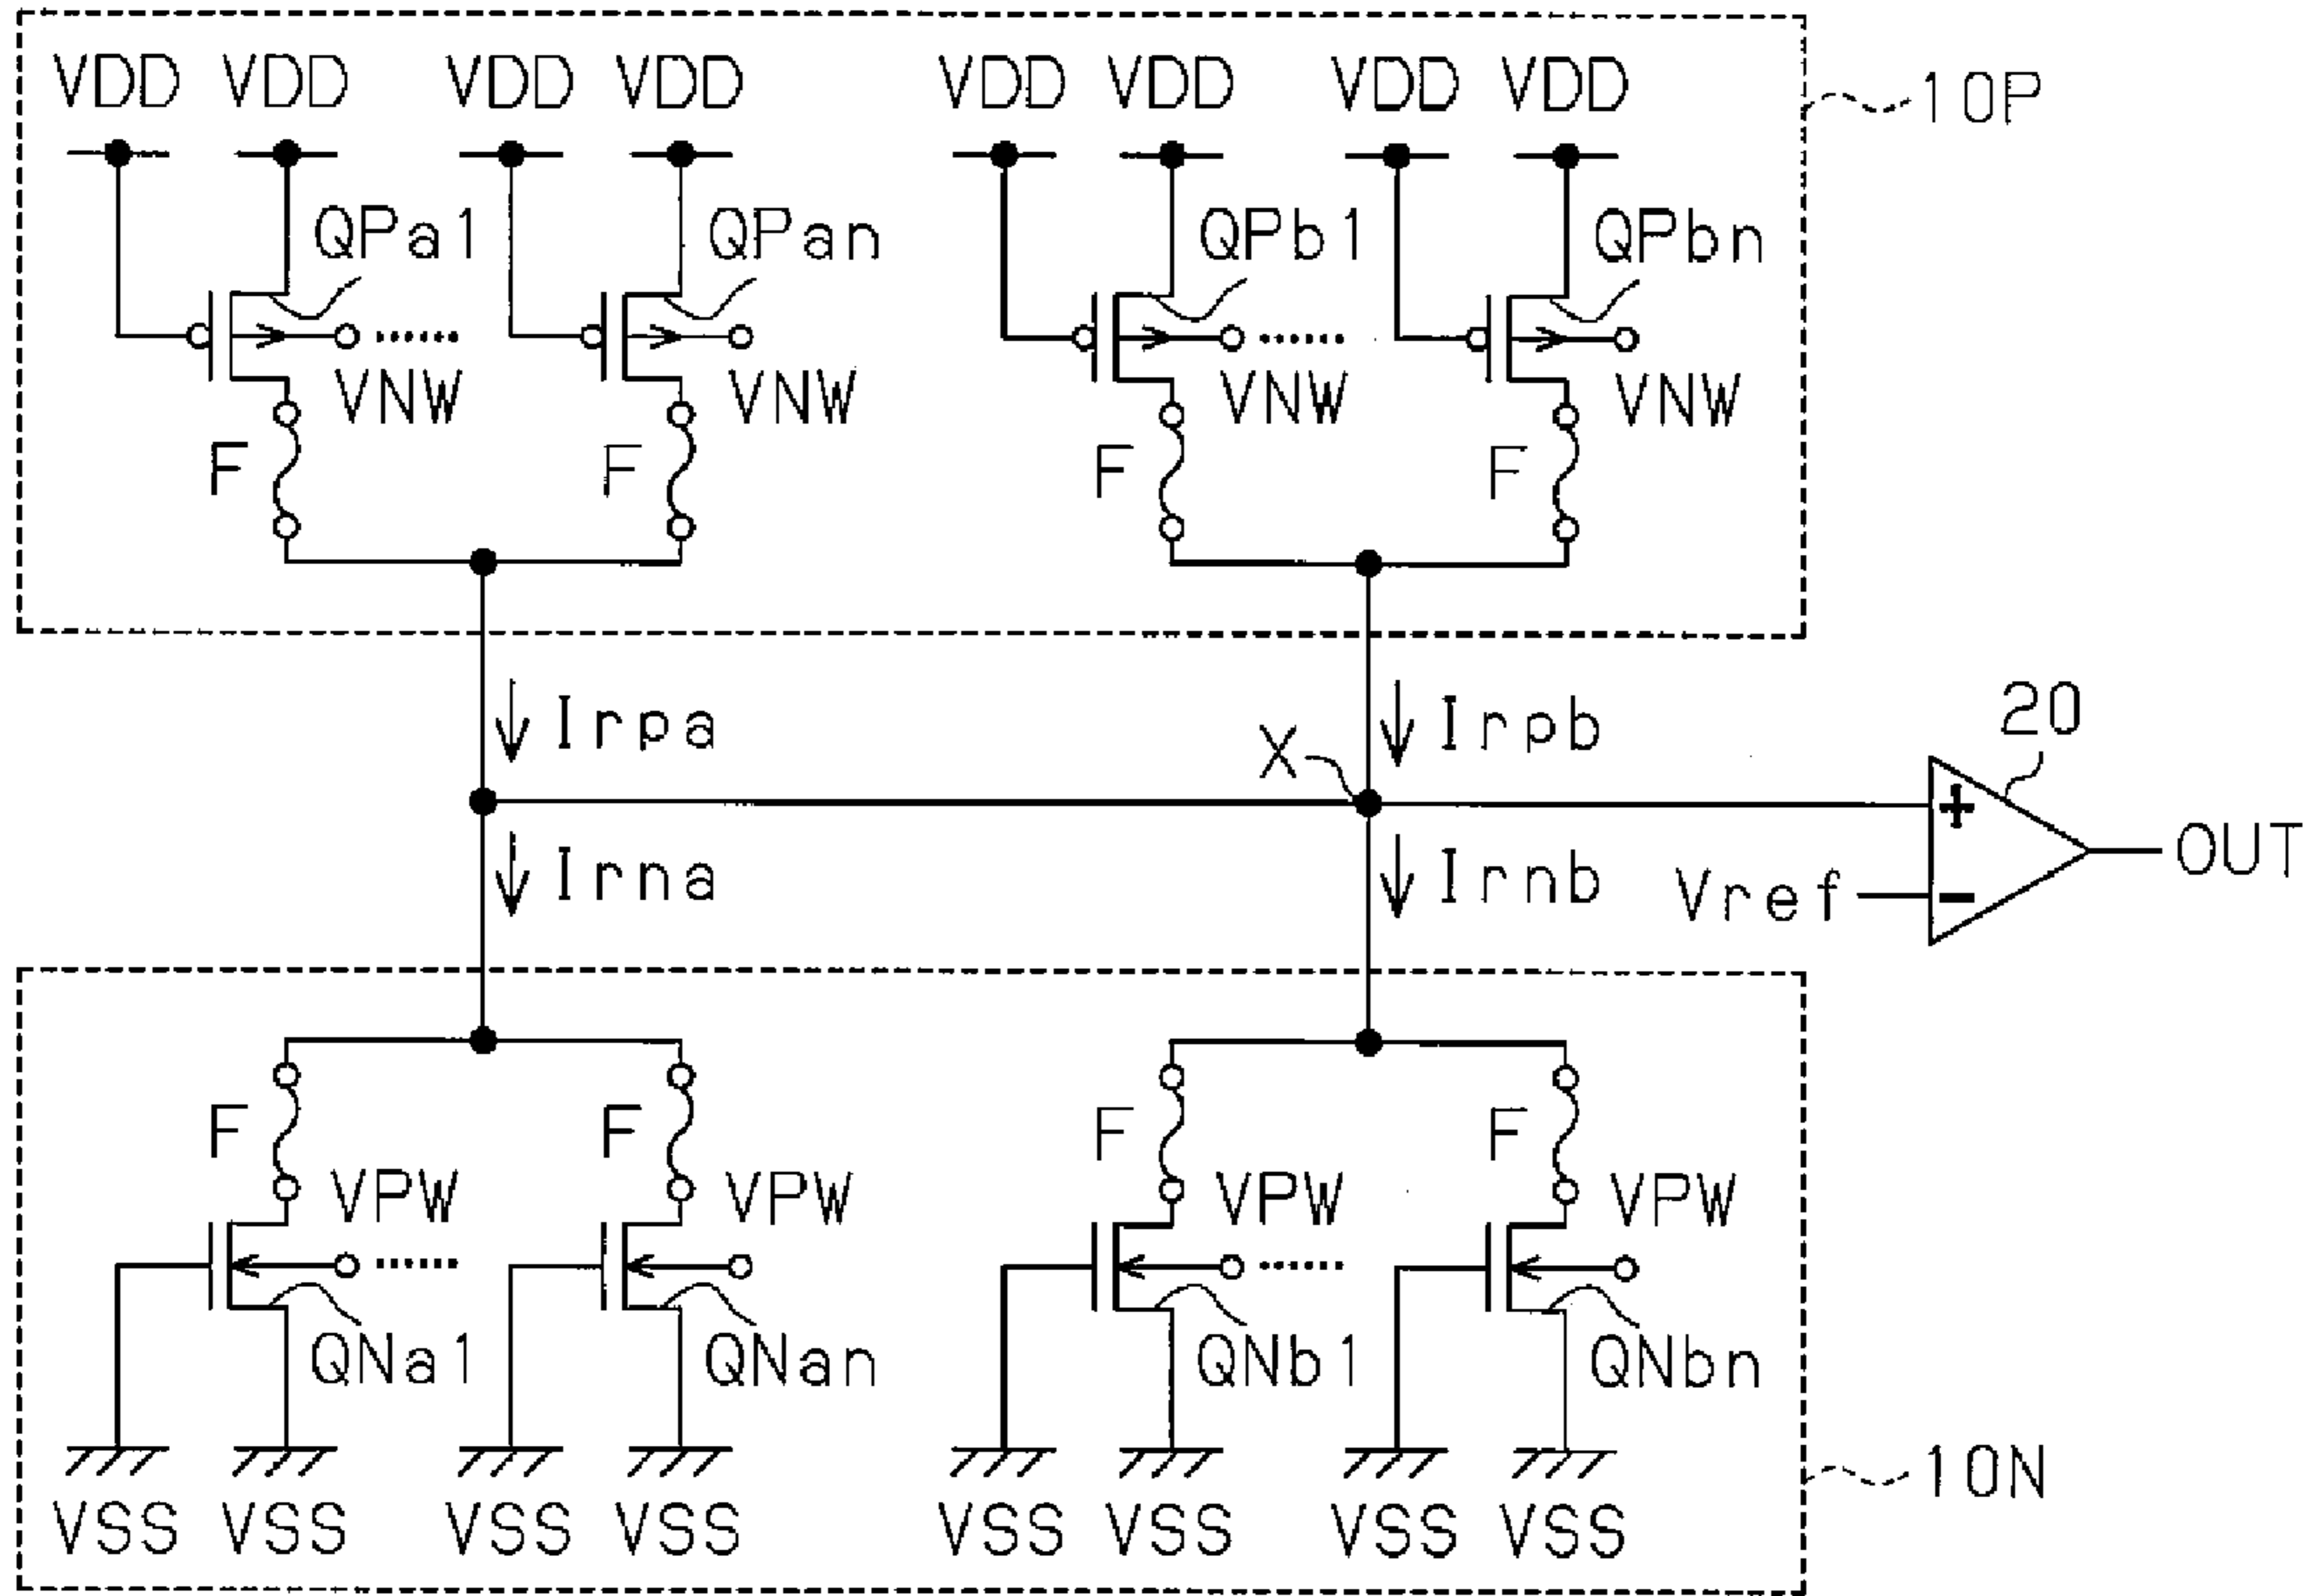 VDD VDD VDD VDD VDD VDD VDD VDD
10P
QPa1 QPan QPb1 QPbn
VNW VNW VNW VNW
F F F F
Irpa Irpb
X
20
+
Irna Irnb
Vref
-
OUT
F F F F
VPW VPW VPW VPW
QNa1 QNan QNb1 QNbn
10N
VSS VSS VSS VSS VSS VSS VSS VSS